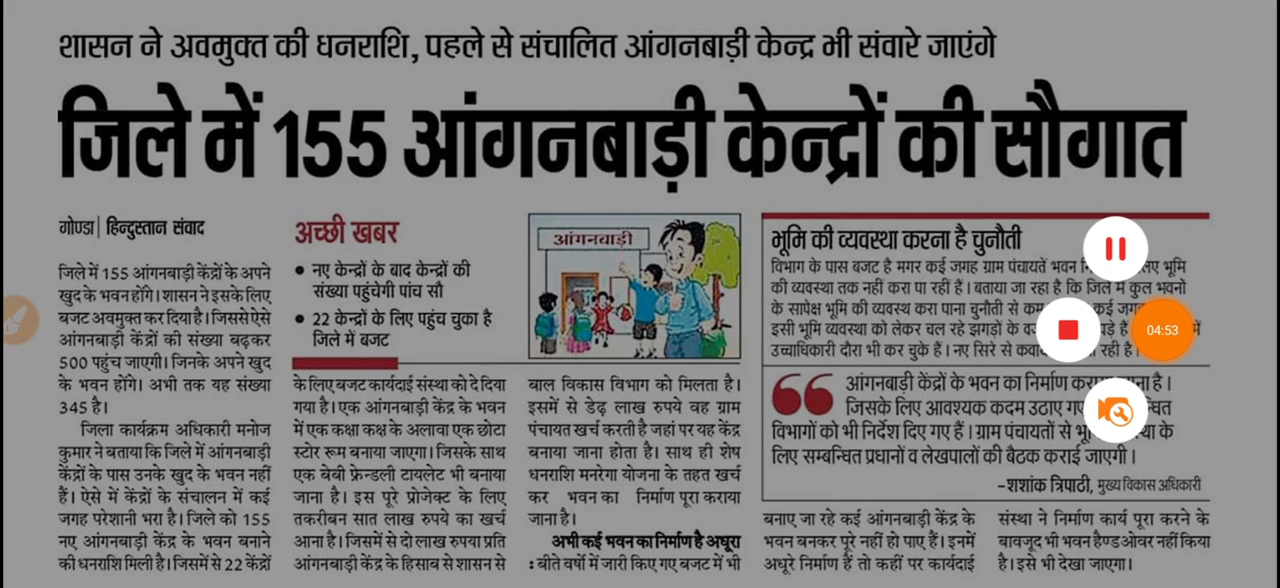 शासन ने अवमुक्त की धनराशि, पहले से संचालित आंगनबाड़ी केन्द्र भी संवारे जाएंगे
जिले में 155 आंगनबाड़ी केन्द्रों की सौगात
गोण्डा | हिन्दुस्तान संवाद
जिले में 155 आंगनबाड़ी केंद्रों के अपने
खुद के भवन होंगे। शासन ने इसके लिए
बजट अवमुक्त कर दिया है। जिससे ऐसे
आंगनबाड़ी केंद्रों की संख्या बढ़कर
500 पहुंच जाएगी। जिनके अपने खुद
के भवन होंगे। अभी तक यह संख्या
345 है।
जिला कार्यक्रम अधिकारी मनोज
कुमार ने बताया कि जिले में आंगनबाड़ी
केंद्रों के पास उनके खुद के भवन नहीं
हैं। ऐसे में केंद्रों के संचालन में कई
जगह परेशानी भरा है। जिले को 155
नए आंगनबाड़ी केंद्र के भवन बनाने
की धनराशि मिली है। जिसमें से 22 केंद्रों
अच्छी खबर
• नए केन्द्रों के बाद केन्द्रों की
संख्या पहुंचेगी पांच सौ
• 22 केन्द्रों के लिए पहुंच चुका है
जिले में बजट
के लिए बजट कार्यदाई संस्था को दे दिया
गया है। एक आंगनबाड़ी केंद्र के भवन
में एक कक्षा कक्ष के अलावा एक छोटा
स्टोर रूम बनाया जाएगा। जिसके साथ
एक बेबी फ्रेन्डली टायलेट भी बनाया
जाना है। इस पूरे प्रोजेक्ट के लिए
तकरीबन सात लाख रुपये का खर्च
आना है। जिसमें से दो लाख रुपया प्रति
आंगनबाड़ी केंद्र के हिसाब से शासन से
आंगनबाड़ी
बाल विकास विभाग को मिलता है।
इसमें से डेढ़ लाख रुपये वह ग्राम
पंचायत खर्च करती है जहां पर यह केंद्र
बनाया जाना होता है। साथ ही शेष
धनराशि मनरेगा योजना के तहत खर्च
कर भवन का निर्माण पूरा कराया
जाना है।
अभी कई भवन का निर्माण है अधूरा
: बीते वर्षो में जारी किए गए बजट में भी
भूमि की व्यवस्था करना है चुनौती
विभाग के पास बजट है मगर कई जगह ग्राम पंचायतें भवन लिए भूमि
की व्यवस्था तक नहीं करा पा रहीं हैं। बताया जा रहा है कि जिले में कुल भवनों
के सापेक्ष भूमि की व्यवस्थ करा पाना चुनौती से कम कई
इसी भूमि व्यवस्था को लेकर चल रहे झगड़ों के है में
उच्चाधिकारी दौरा भी कर चुके हैं। नए सिरे से रही है।
आंगनबाड़ी केंद्रों के भवन का निर्माण है।
जिसके लिए आवश्यक कदम उठाए
विभागों को भी निर्देश दिए गए हैं। ग्राम पंचायतों से के
लिए सम्बन्धित प्रधानों व लेखपालों की बैठक कराई जाएगी।
-शशांक त्रिपाठी, मुख्य विकास अधिकारी
बनाए जा रहे कई आंगनबाड़ी केंद्र के
भवन बनकर पूरे नहीं हो पाए हैं। इनमें
अधूरे निर्माण हैं तो कहीं पर कार्यदाई
संस्था ने निर्माण कार्य पूरा करने के
बावजूद भी भवन हैण्डओवर नहीं किया
है। इसे भी देखा जाएगा।
04:53